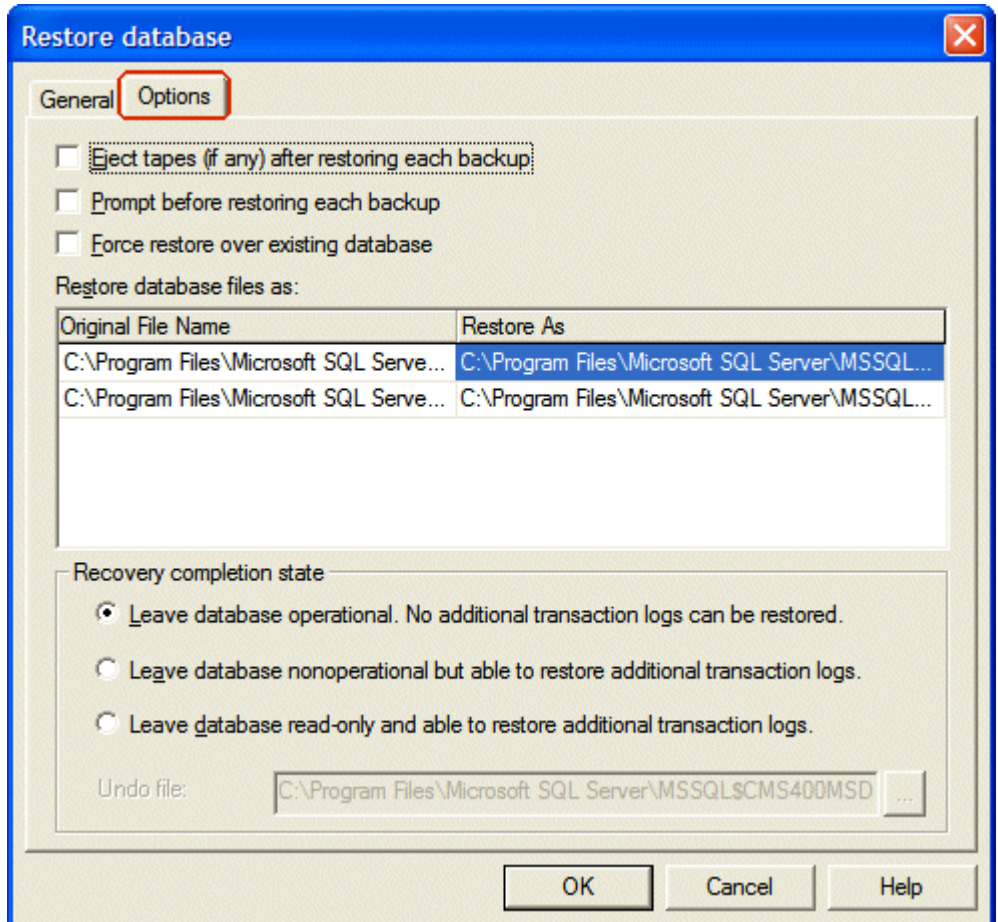 Restore database
General
Options
Eject tapes (if any) after restoring each backup
Prompt before restoring each backup
Force restore over existing database
Restore database files as:
Original File Name Restore As
C:\Program Files\Microsoft SQL Serve... C:\Program Files\Microsoft SQL Server\MSSQL...
C:\Program Files\Microsoft SQL Serve... C:\Program Files\Microsoft SQL Server\MSSQL...
Recovery completion state
Leave database operational. No additional transaction logs can be restored.
Leave database nonoperational but able to restore additional transaction logs.
Leave database read-only and able to restore additional transaction logs.
Undo file: C:\Program Files\Microsoft SQL Server\MSSQL$CMS400MSD ...
OK Cancel Help